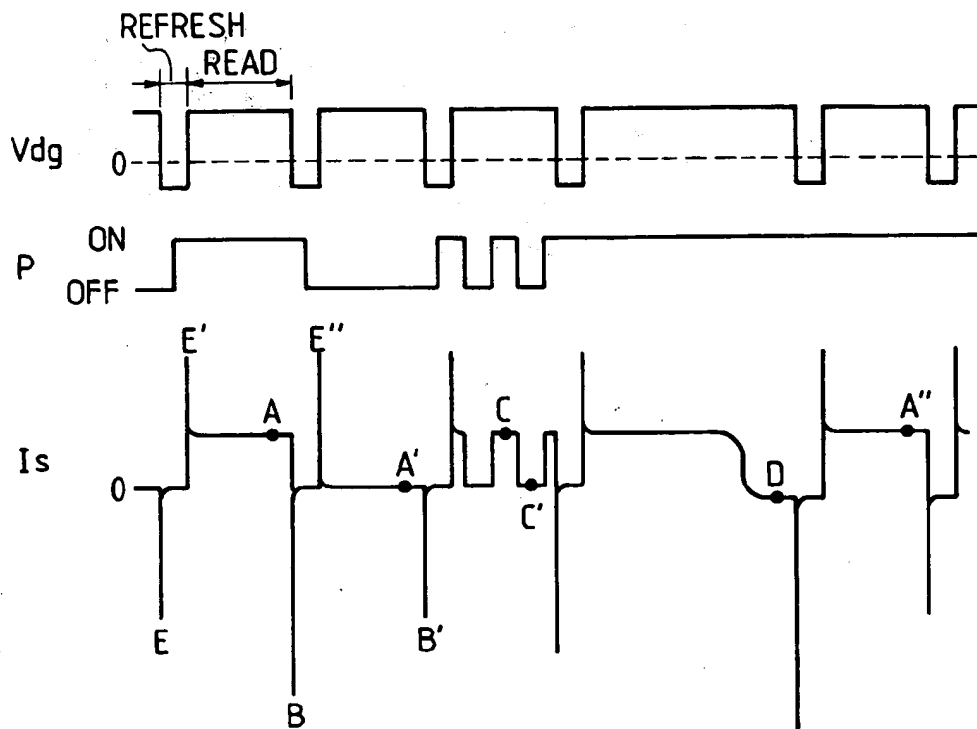 REFRESH
READ
Vdg
0
ON
P
OFF
E'
E''
A
C
A''
Is
0
A'
D
C'
E
B'
B